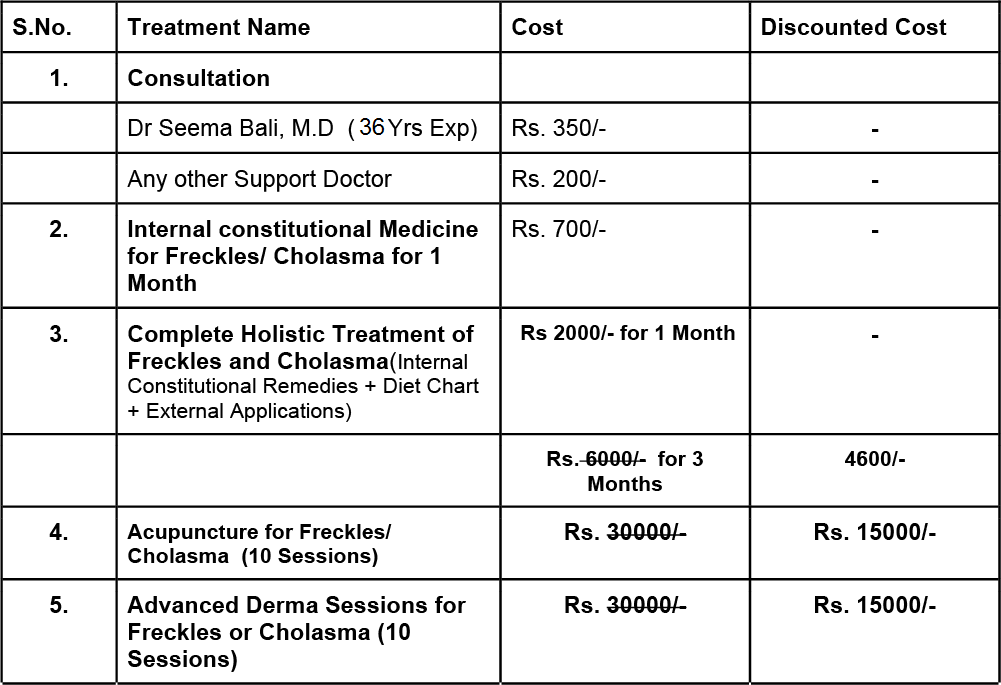 S.No. Treatment Name Cost Discounted Cost
1. Consultation
Dr Seema Bali, M.D ( 36 Yrs Exp) Rs. 350/- -
Any other Support Doctor Rs. 200/- -
2. Internal constitutional Medicine Rs. 700/- -
for Freckles/ Cholasma for 1
Month
3. Complete Holistic Treatment of Rs 2000/- for 1 Month -
Freckles and Cholasma(Internal
Constitutional Remedies + Diet Chart
+ External Applications)
Rs. 6000/- for 3 4600/-
Months
4. Acupuncture for Freckles/ Rs. 30000/- Rs. 15000/-
Cholasma (10 Sessions)
5. Advanced Derma Sessions for Rs. 30000/- Rs. 15000/-
Freckles or Cholasma (10
Sessions)